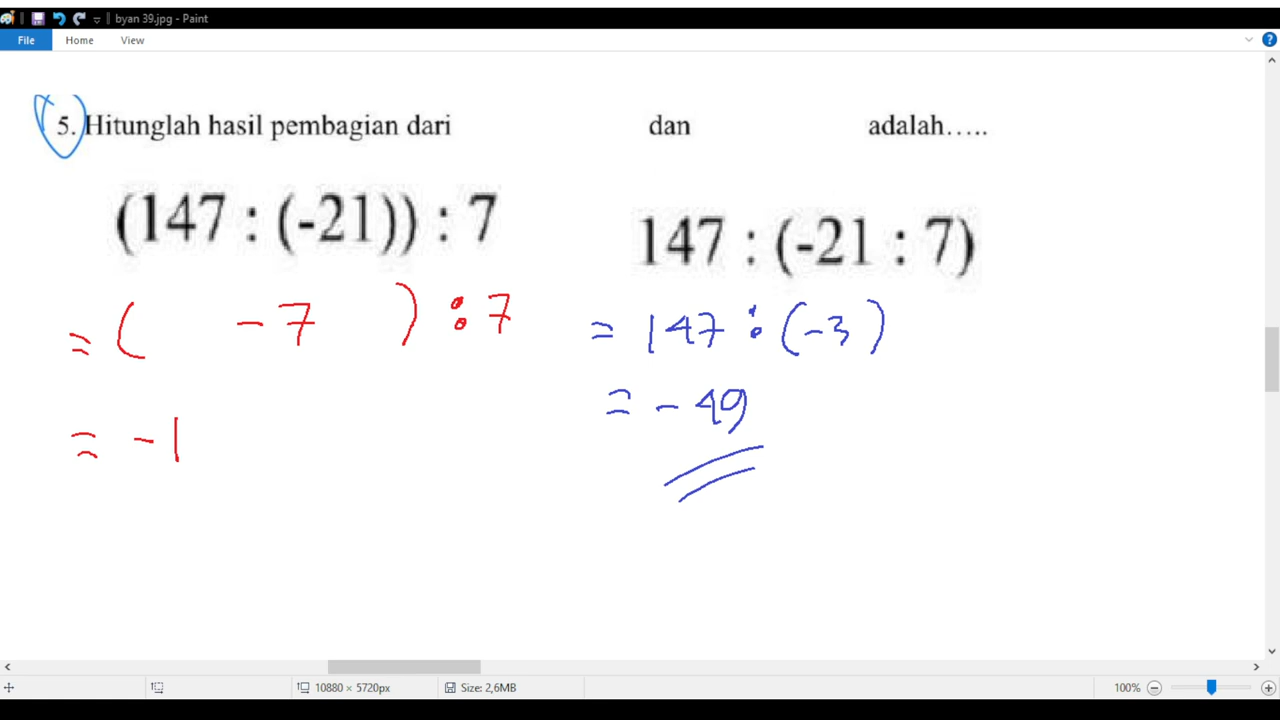 byan 39.jpg - Paint
File Home View
5. Hitunglah hasil pembagian dari dan adalah.....
(147 : (-21)) : 7
147 : (-21 : 7)
= ( -7 ) : 7
= 147 : (-3)
= -1
= -49
10880 × 5720px Size: 2,6MB 100%